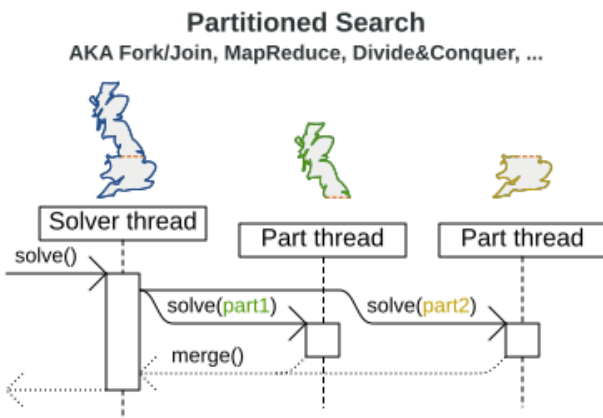 Partitioned Search
AKA Fork/Join, MapReduce, Divide&Conquer, ...
Solver thread
Part thread
Part thread
solve()
solve(part1)
solve(part2)
merge()